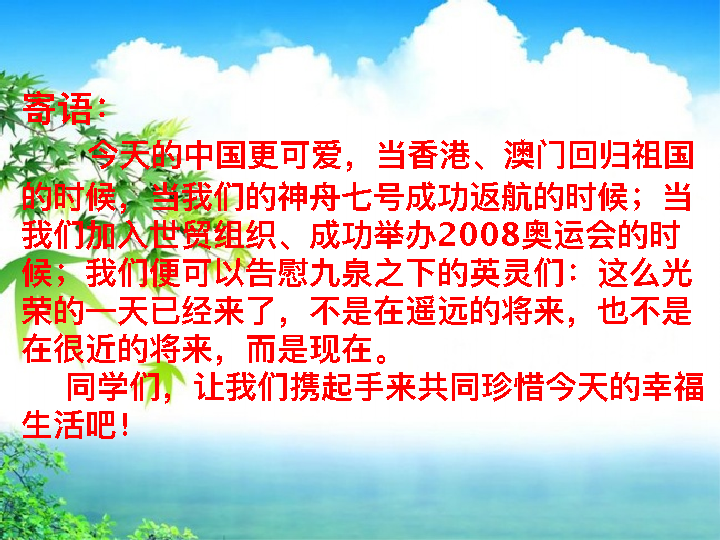 寄语：
今天的中国更可爱，当香港、澳门回归祖国
的时候，当我们的神舟七号成功返航的时候；当
我们加入世贸组织、成功举办2008奥运会的时
候；我们便可以告慰九泉之下的英灵们：这么光
荣的一天已经来了，不是在遥远的将来，也不是
在很近的将来，而是现在。
同学们，让我们携起手来共同珍惜今天的幸福
生活吧！